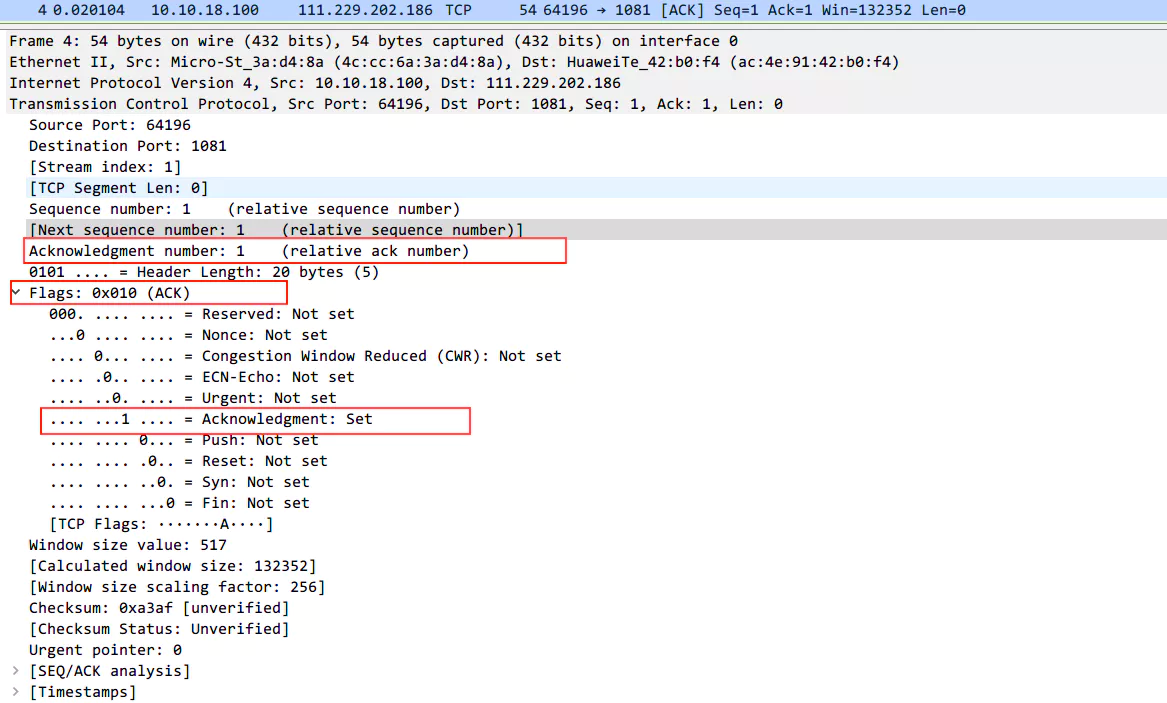 4 0.020104 10.10.18.100 111.229.202.186 TCP 54 64196 → 1081 [ACK] Seq=1 Ack=1 Win=132352 Len=0
Frame 4: 54 bytes on wire (432 bits), 54 bytes captured (432 bits) on interface 0
Ethernet II, Src: Micro-St_3a:d4:8a (4c:cc:6a:3a:d4:8a), Dst: HuaweiTe_42:b0:f4 (ac:4e:91:42:b0:f4)
Internet Protocol Version 4, Src: 10.10.18.100, Dst: 111.229.202.186
Transmission Control Protocol, Src Port: 64196, Dst Port: 1081, Seq: 1, Ack: 1, Len: 0
Source Port: 64196
Destination Port: 1081
[Stream index: 1]
[TCP Segment Len: 0]
Sequence number: 1 (relative sequence number)
[Next sequence number: 1 (relative sequence number)]
Acknowledgment number: 1 (relative ack number)
0101 .... = Header Length: 20 bytes (5)
Flags: 0x010 (ACK)
000. .... .... = Reserved: Not set
...0 .... .... = Nonce: Not set
.... 0... .... = Congestion Window Reduced (CWR): Not set
.... .0.. .... = ECN-Echo: Not set
.... ..0. .... = Urgent: Not set
.... ...1 .... = Acknowledgment: Set
.... .... 0... = Push: Not set
.... .... .0.. = Reset: Not set
.... .... ..0. = Syn: Not set
.... .... ...0 = Fin: Not set
[TCP Flags: ·······A····]
Window size value: 517
[Calculated window size: 132352]
[Window size scaling factor: 256]
Checksum: 0xa3af [unverified]
[Checksum Status: Unverified]
Urgent pointer: 0
[SEQ/ACK analysis]
[Timestamps]